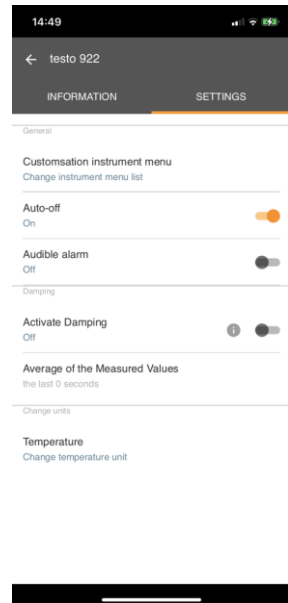 14:49
testo 922
INFORMATION SETTINGS
General
Customsation instrument menu
Change instrument menu list
Auto-off
On
Audible alarm
Off
Damping
Activate Damping
Off
Average of the Measured Values
the last 0 seconds
Change units
Temperature
Change temperature unit